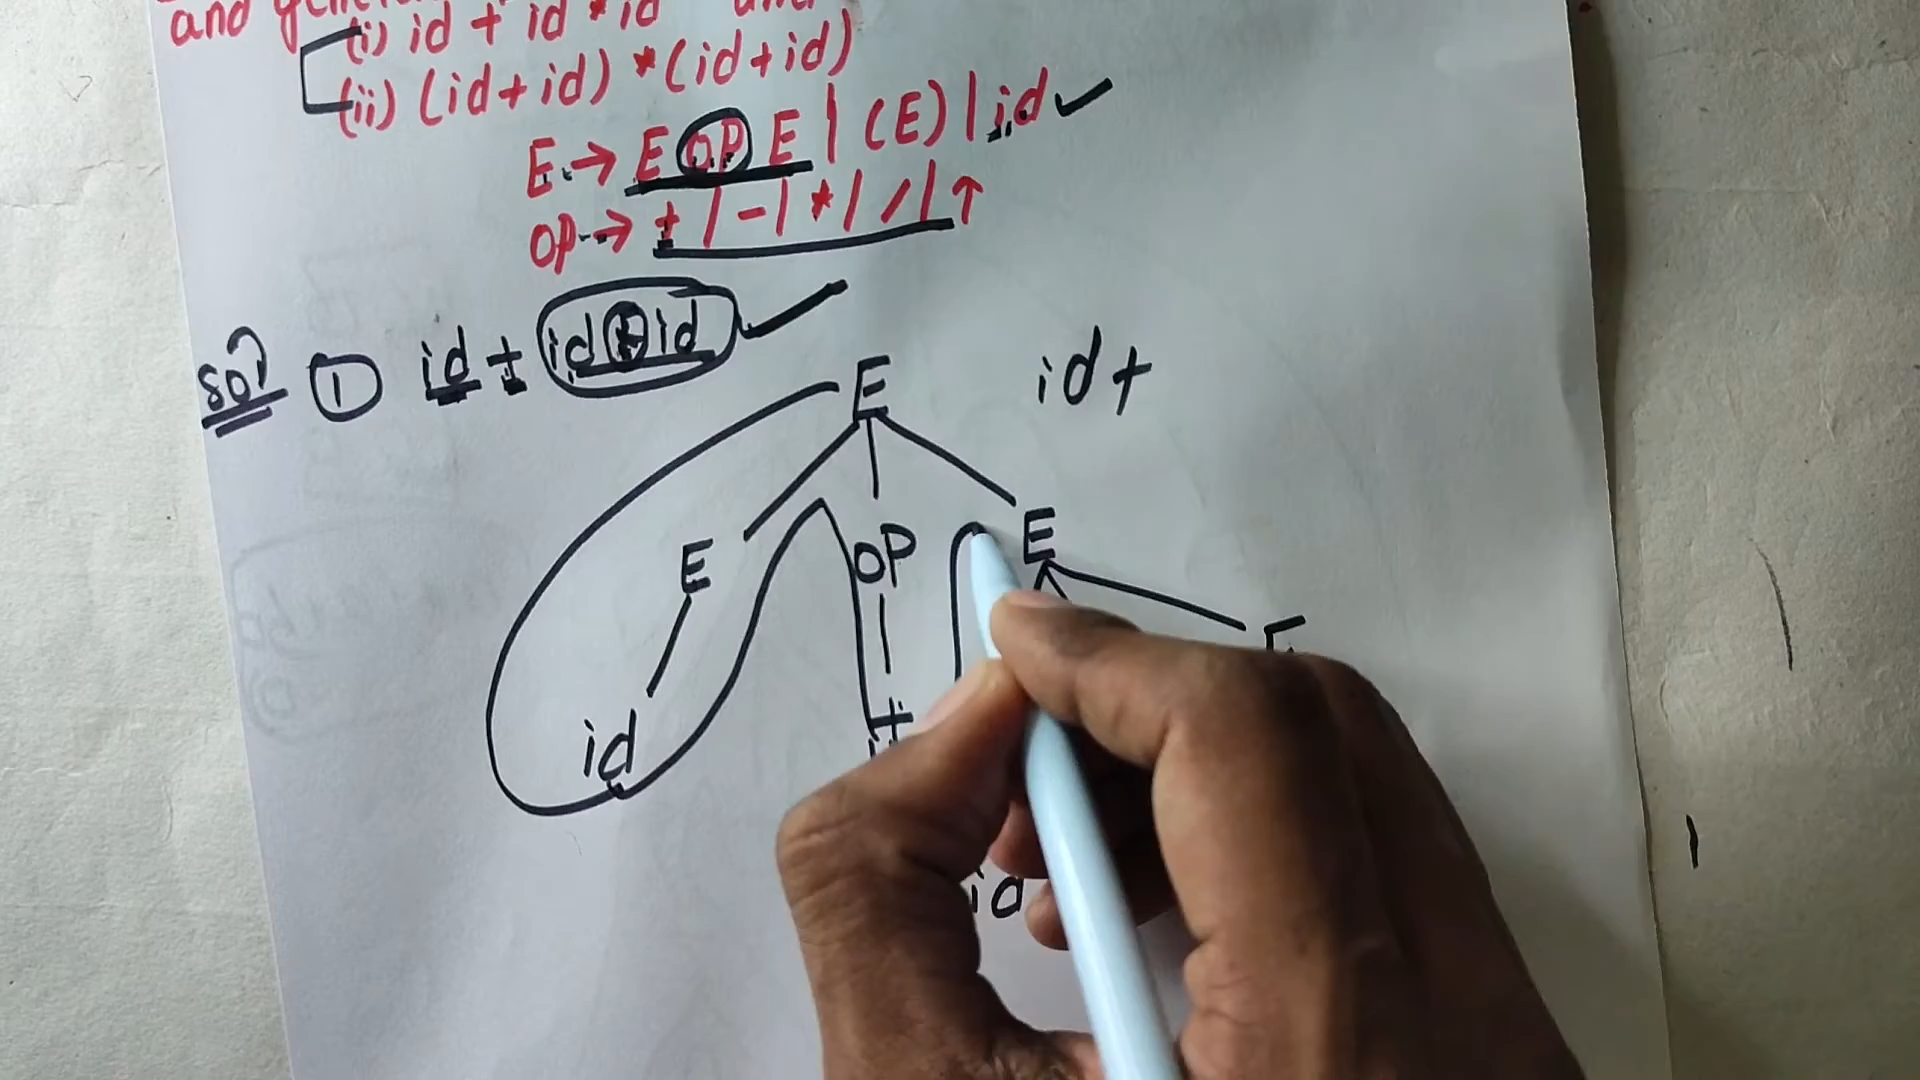 and
(i) id + id * id and
(ii) (id+id) * (id+id)
E → E OP E | (E) | id ✓
OP → + | - | * | / | ↑
Sol ① id + id * id ✓
E id +
E OP E
E
id +
id